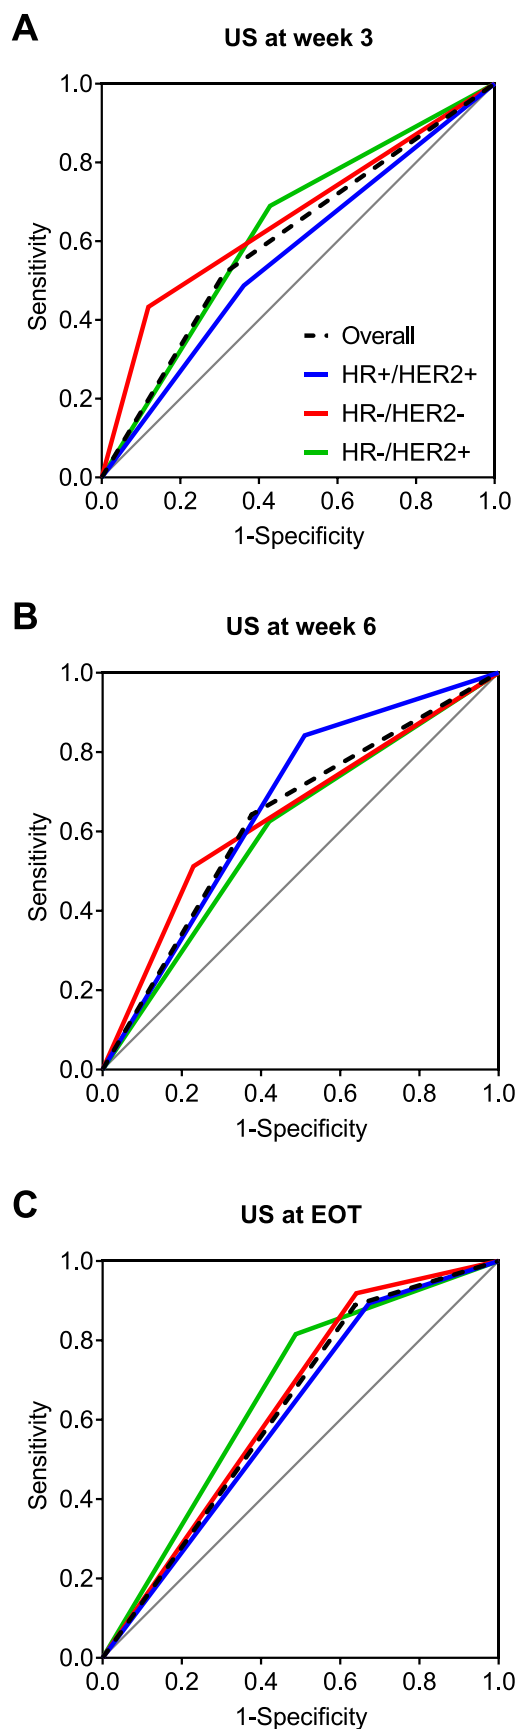 A
US at week 3
1.0
0.8
0.6
0.4
0.2
0.0
Sensitivity
Overall
HR+/HER2+
HR-/HER2-
HR-/HER2+
0.0 0.2 0.4 0.6 0.8 1.0
1-Specificity
B
US at week 6
1.0
0.8
0.6
0.4
0.2
0.0
Sensitivity
0.0 0.2 0.4 0.6 0.8 1.0
1-Specificity
C
US at EOT
1.0
0.8
0.6
0.4
0.2
0.0
Sensitivity
0.0 0.2 0.4 0.6 0.8 1.0
1-Specificity